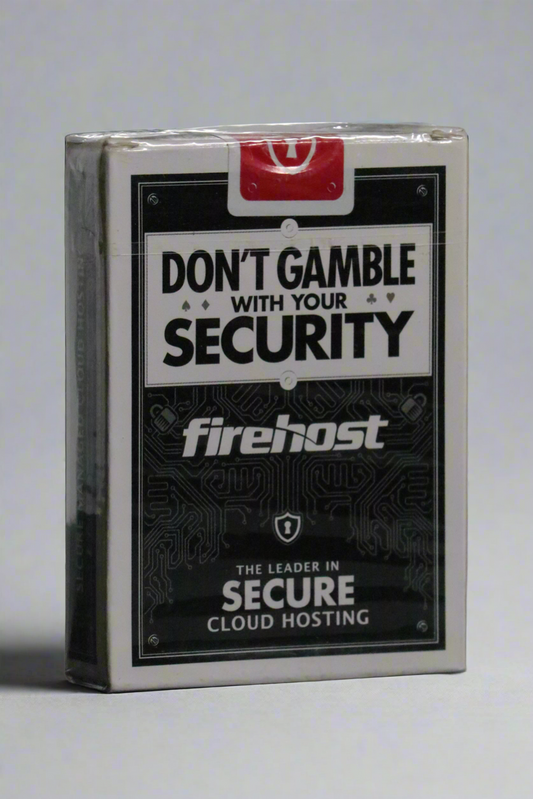 DON'T GAMBLE
WITH YOUR
SECURITY
firehost
THE LEADER IN
SECURE
CLOUD HOSTING